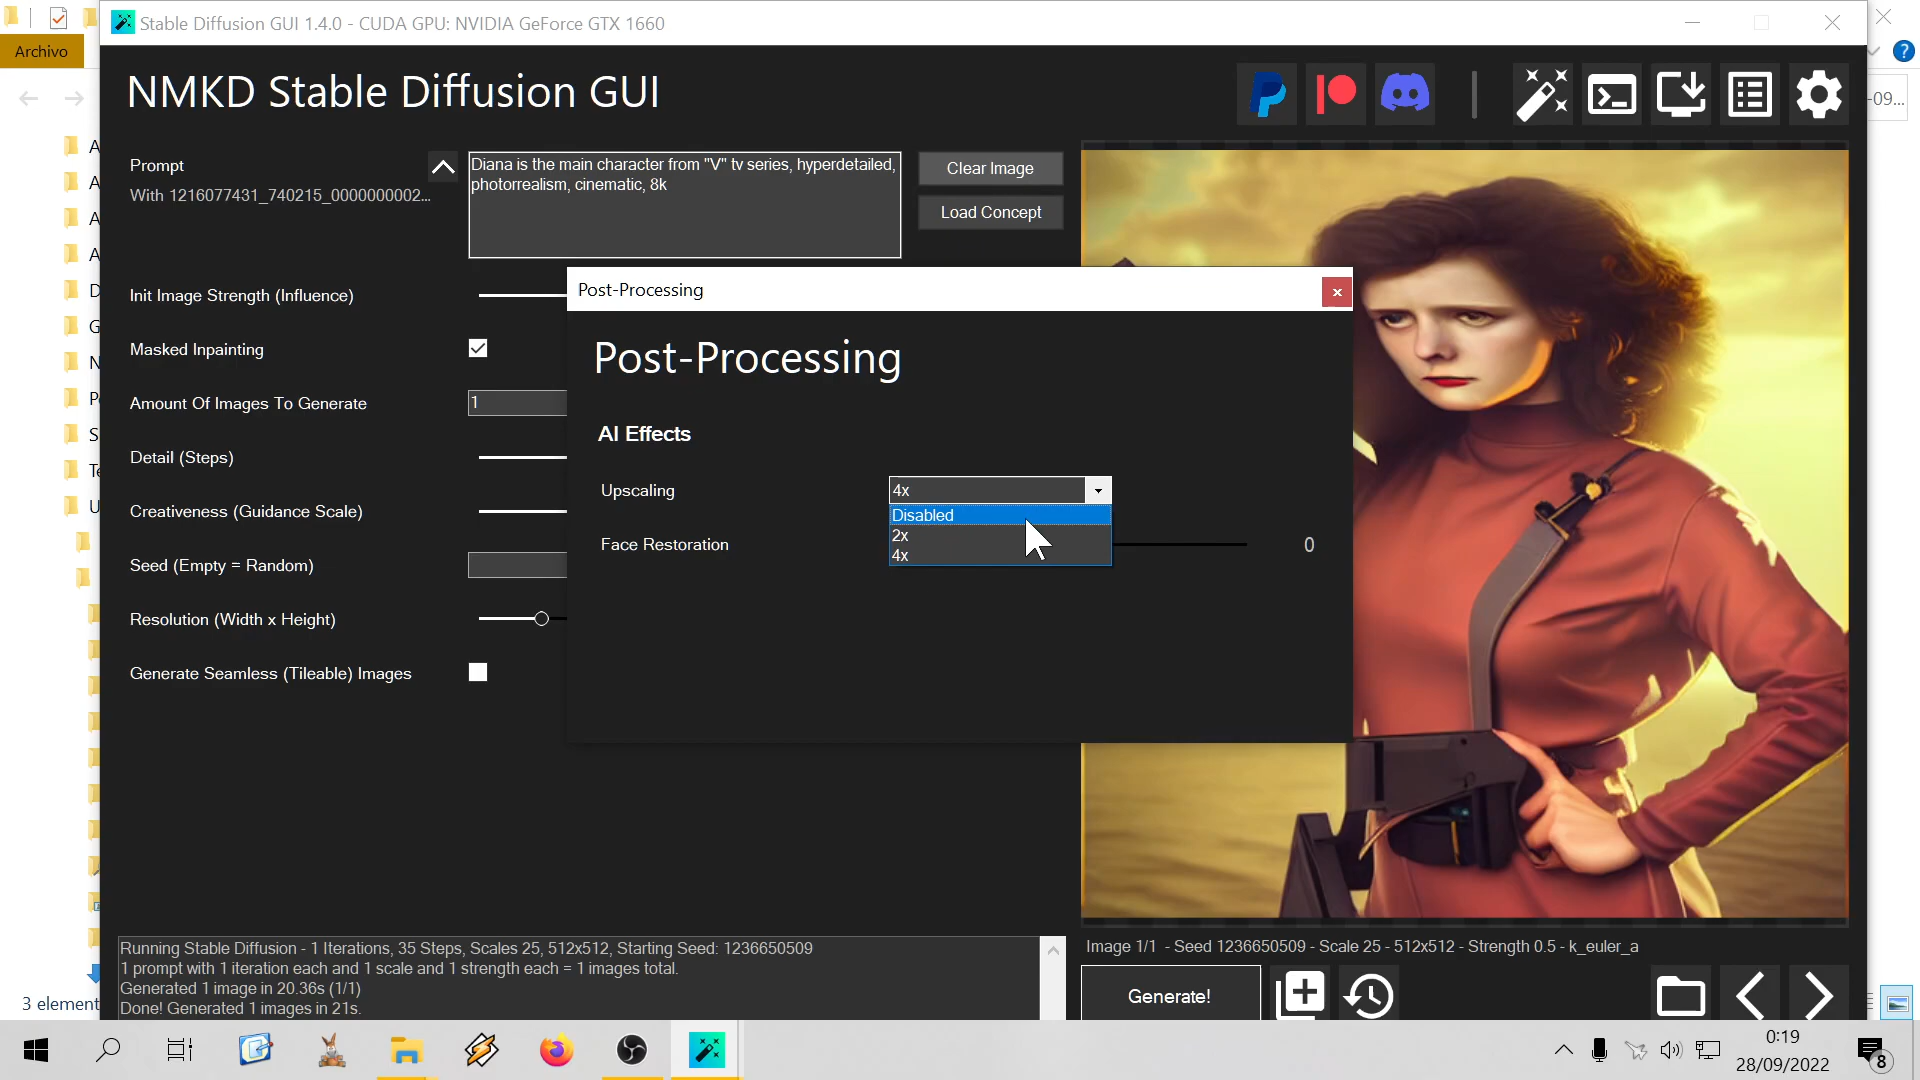 Stable Diffusion GUI 1.4.0 - CUDA GPU: NVIDIA GeForce GTX 1660
Archivo
NMKD Stable Diffusion GUI
-09...
Prompt
With 1216077431_740215_0000000002...
Diana is the main character from "V" tv series, hyperdetailed,
photorrealism, cinematic, 8k
Clear Image
Load Concept
Init Image Strength (Influence)
Masked Inpainting
Amount Of Images To Generate
1
Detail (Steps)
Creativeness (Guidance Scale)
Seed (Empty = Random)
Resolution (Width x Height)
Generate Seamless (Tileable) Images
Post-Processing
Post-Processing
AI Effects
Upscaling
4x
Disabled
2x
4x
Face Restoration
0
Running Stable Diffusion - 1 Iterations, 35 Steps, Scales 25, 512x512, Starting Seed: 1236650509
1 prompt with 1 iteration each and 1 scale and 1 strength each = 1 images total.
Generated 1 image in 20.36s (1/1)
Done! Generated 1 images in 21s.
Image 1/1 - Seed 1236650509 - Scale 25 - 512x512 - Strength 0.5 - k_euler_a
Generate!
3 element
0:19
28/09/2022
8